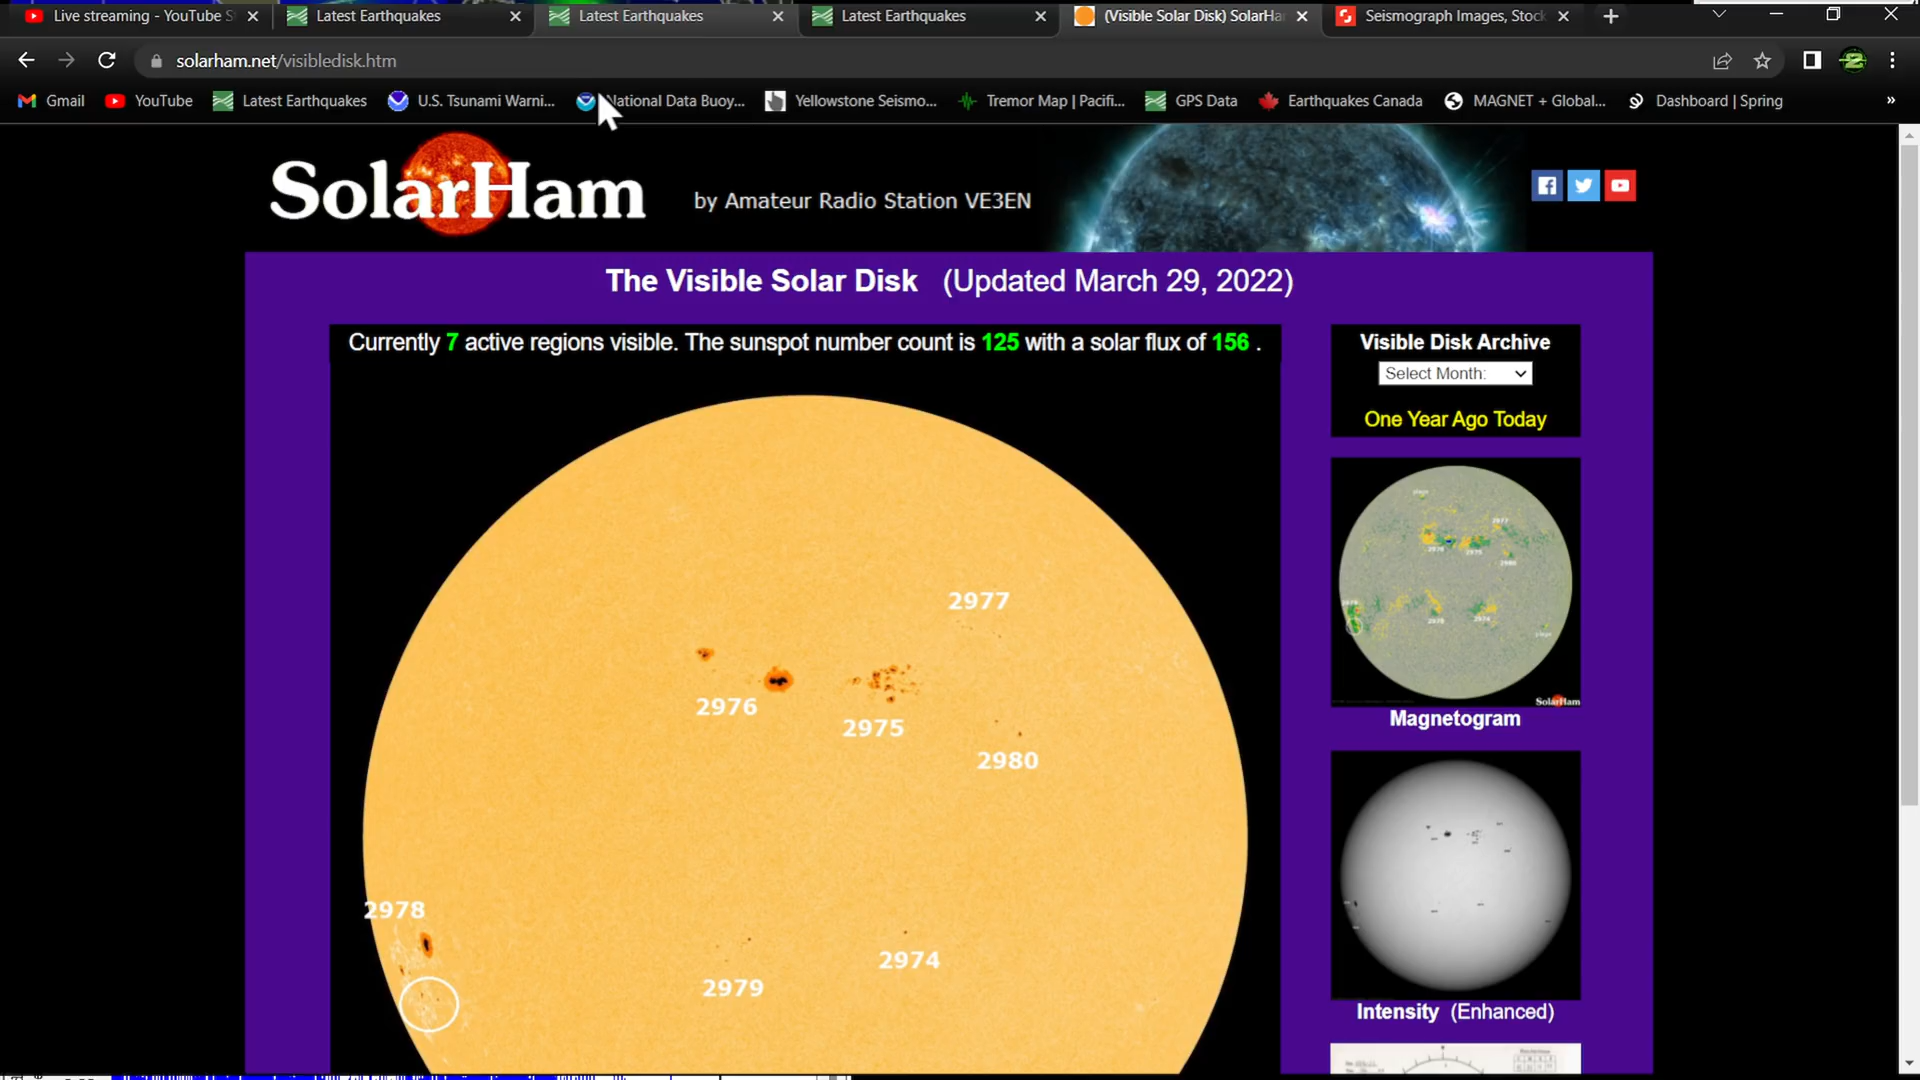 Live streaming - YouTube S
Latest Earthquakes
Latest Earthquakes
Latest Earthquakes
(Visible Solar Disk) SolarHa
Seismograph Images, Stock
solarham.net/visibledisk.htm
Gmail
YouTube
Latest Earthquakes
U.S. Tsunami Warni...
National Data Buoy...
Yellowstone Seismo...
Tremor Map | Pacifi...
GPS Data
Earthquakes Canada
MAGNET + Global...
Dashboard | Spring
»
SolarHam
by Amateur Radio Station VE3EN
The Visible Solar Disk (Updated March 29, 2022)
Currently 7 active regions visible. The sunspot number count is 125 with a solar flux of 156 .
2977
2976
2975
2980
2978
2974
2979
Visible Disk Archive
Select Month:
One Year Ago Today
SolarHam
Magnetogram
Intensity (Enhanced)